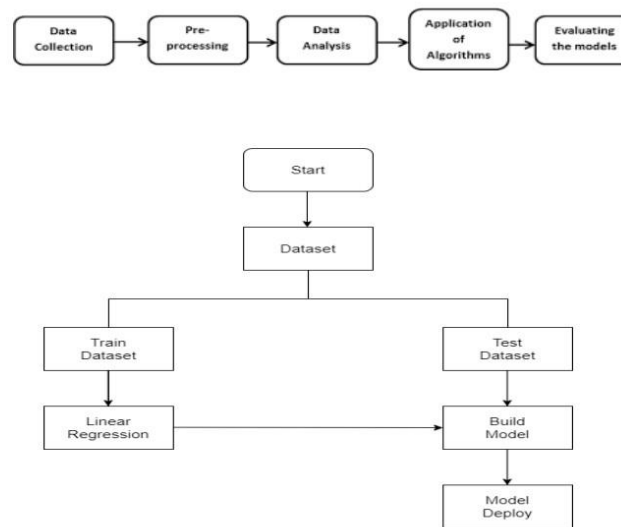 Data
Collection
Pre-
processing
Data
Analysis
Application
of
Algorithms
Evaluating
the models
Start
Dataset
Train
Dataset
Test
Dataset
Linear
Regression
Build
Model
Model
Deploy